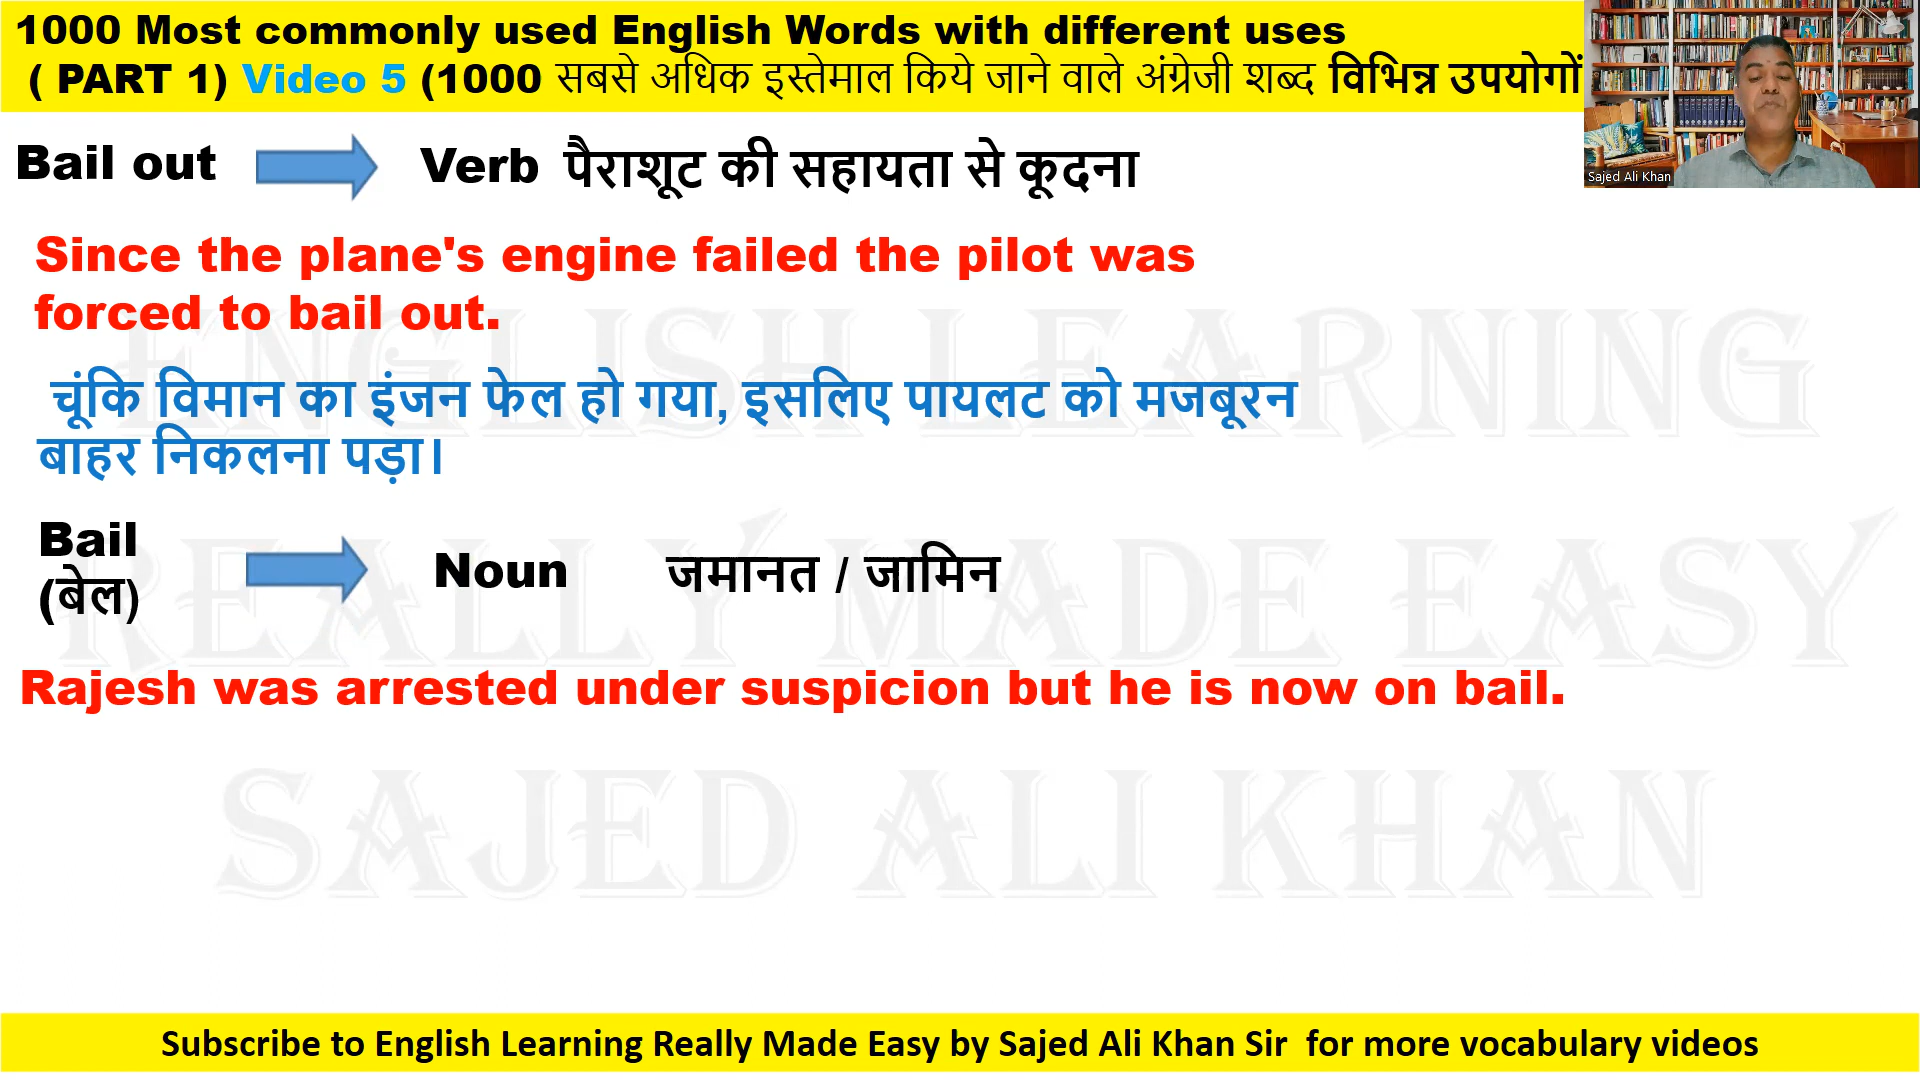 1000 Most commonly used English Words with different uses
( PART 1) Video 5 (1000 सबसे अधिक इस्तेमाल किये जाने वाले अंग्रेजी शब्द विभिन्न उपयोगों
Sajed Ali Khan
Bail out Verb पैराशूट की सहायता से कूदना
Since the plane's engine failed the pilot was
forced to bail out.
चूंकि विमान का इंजन फेल हो गया, इसलिए पायलट को मजबूरन
बाहर निकलना पड़ा।
Bail
(बेल)
Noun जमानत / जामिन
Rajesh was arrested under suspicion but he is now on bail.
ENGLISH LEARNING
REALLY MADE EASY
SAJED ALI KHAN
Subscribe to English Learning Really Made Easy by Sajed Ali Khan Sir for more vocabulary videos